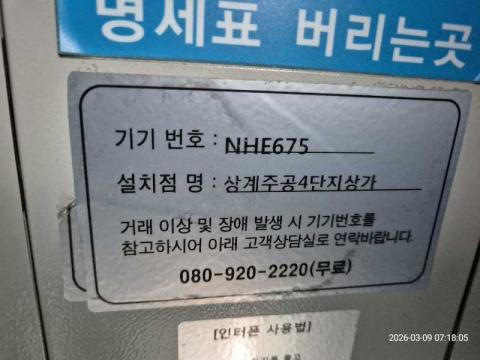 명세표 버리는곳
기기 번호 : NHE675
설치점 명 : 상계주공4단지상가
거래 이상 및 장애 발생 시 기기번호를
참고하시어 아래 고객상담실로 연락바랍니다.
080-920-2220(무료)
[인터폰 사용법]
2026-03-09 07:18:05